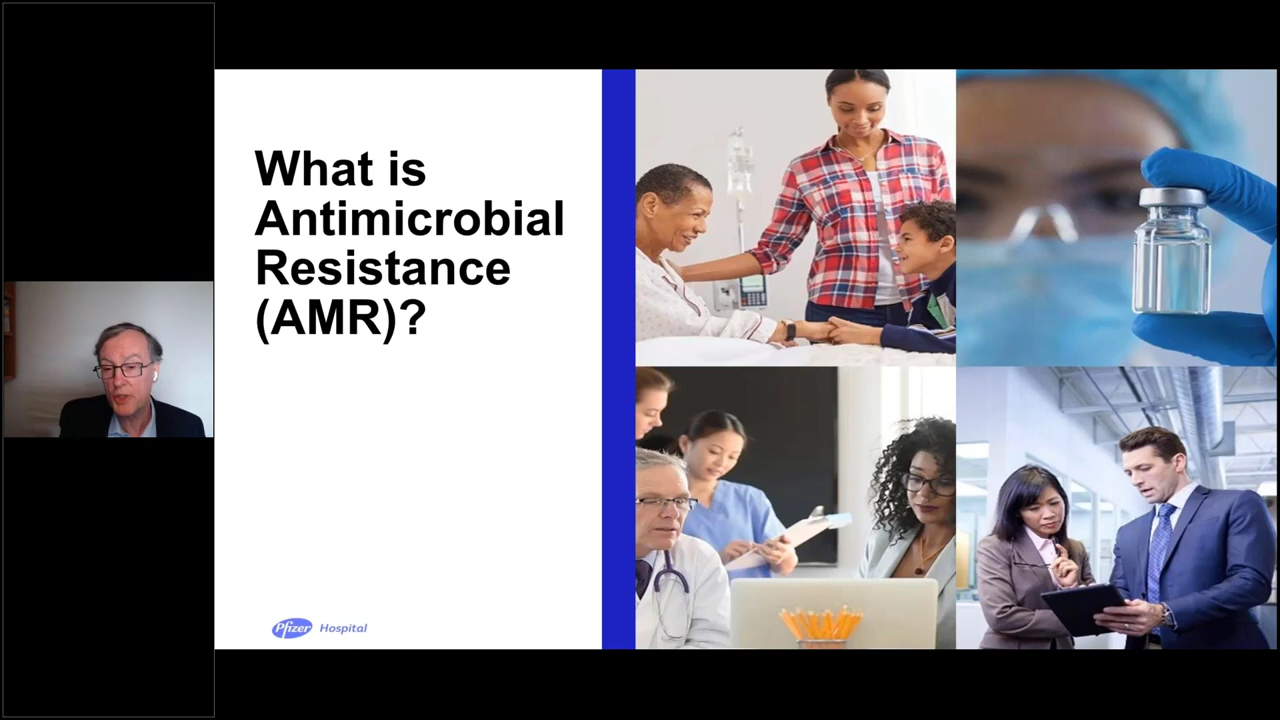 What is
Antimicrobial
Resistance
(AMR)?
Pfizer Hospital